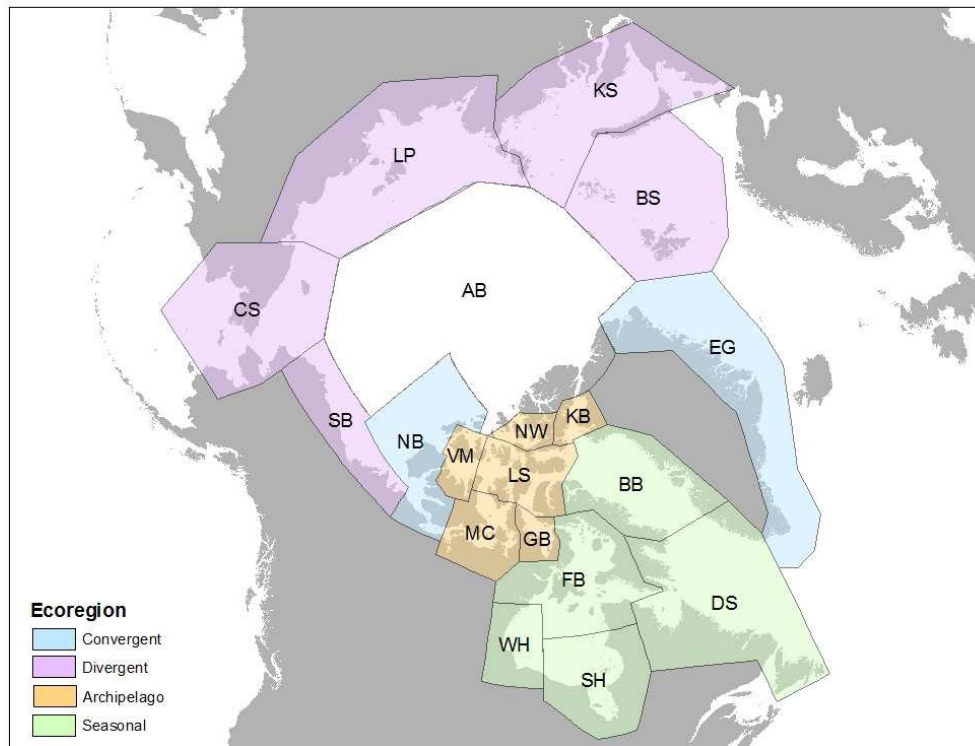 KS
LP
BS
AB
CS
EG
SB
NB
KB
NW
VM
LS
BB
MC
GB
FB
DS
WH
SH
Ecoregion
Convergent
Divergent
Archipelago
Seasonal